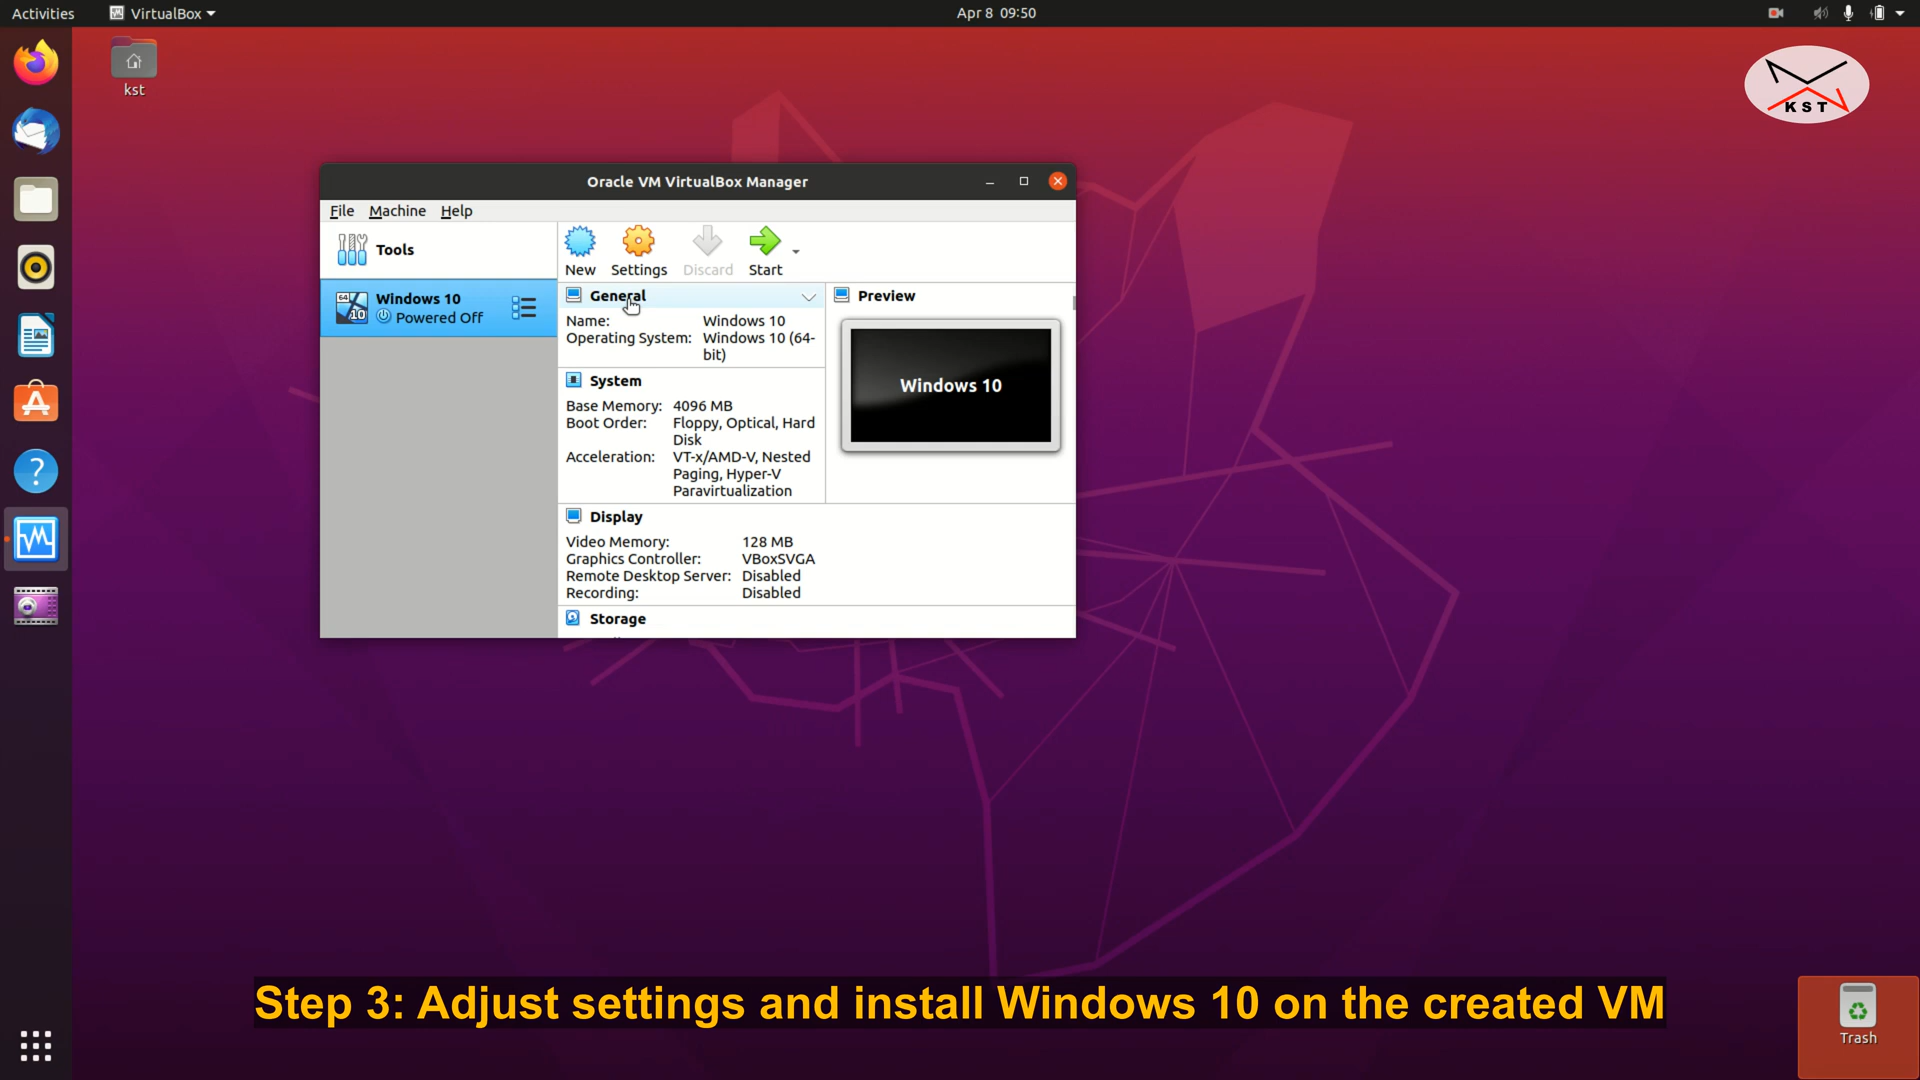 Activities VirtualBox Apr 8 09:50
kst
KST
Oracle VM VirtualBox Manager
File Machine Help
Tools
New Settings Discard Start
64
10
Windows 10
Powered Off
General
Name: Windows 10
Operating System: Windows 10 (64-
bit)
Preview
Windows 10
System
Base Memory: 4096 MB
Boot Order: Floppy, Optical, Hard
Disk
Acceleration: VT-x/AMD-V, Nested
Paging, Hyper-V
Paravirtualization
Display
Video Memory: 128 MB
Graphics Controller: VBoxSVGA
Remote Desktop Server: Disabled
Recording: Disabled
Storage
Step 3: Adjust settings and install Windows 10 on the created VM
Trash